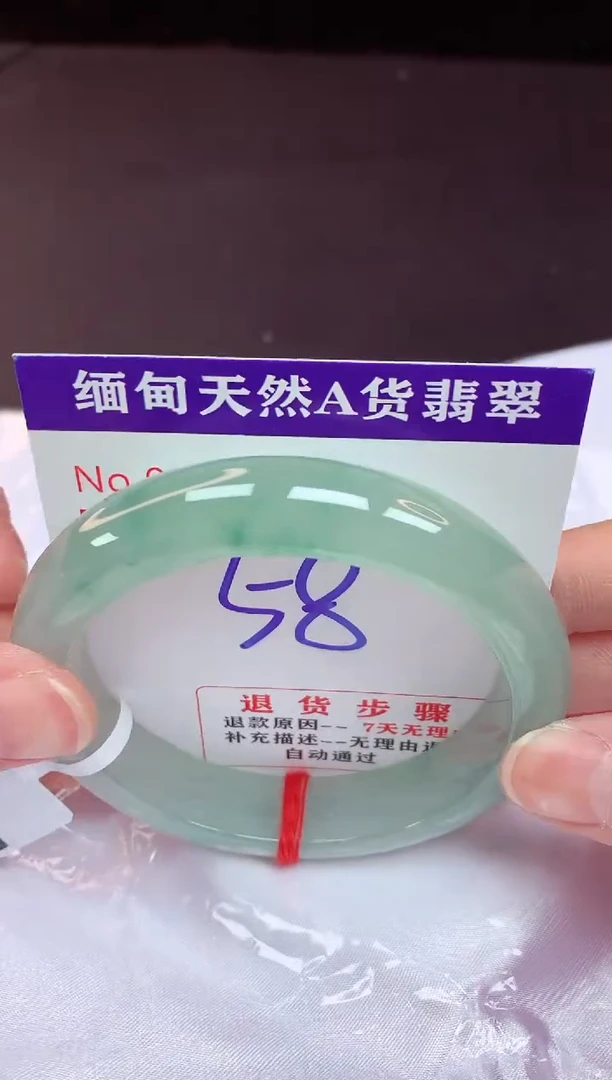 缅甸天然A货翡翠
No.
58
退货步骤
退款原因--7天无理
补充描述--无理由
自动通过